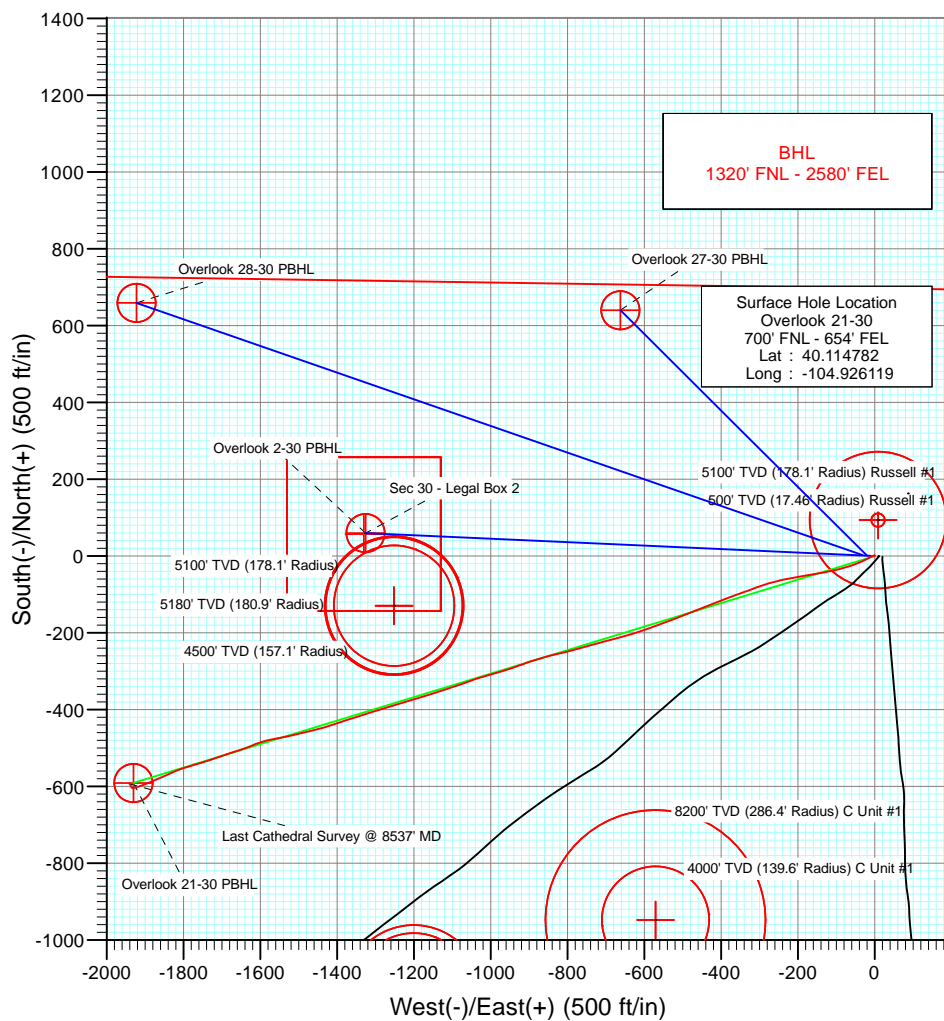 1400
1200
1000
800
600
400
200
0
-200
-400
-600
-800
-1000
South(-)/North(+) (500 ft/in)
BHL
1320' FNL - 2580' FEL
Overlook 28-30 PBHL
Overlook 27-30 PBHL
Surface Hole Location
Overlook 21-30
700' FNL - 654' FEL
Lat : 40.114782
Long : -104.926119
Overlook 2-30 PBHL
Sec 30 - Legal Box 2
5100' TVD (178.1' Radius) Russell #1
500' TVD (17.46' Radius) Russell #1
5100' TVD (178.1' Radius)
5180' TVD (180.9' Radius)
4500' TVD (157.1' Radius)
Last Cathedral Survey @ 8537' MD
Overlook 21-30 PBHL
8200' TVD (286.4' Radius) C Unit #1
4000' TVD (139.6' Radius) C Unit #1
-2000 -1800 -1600 -1400 -1200 -1000 -800 -600 -400 -200 0
West(-)/East(+) (500 ft/in)